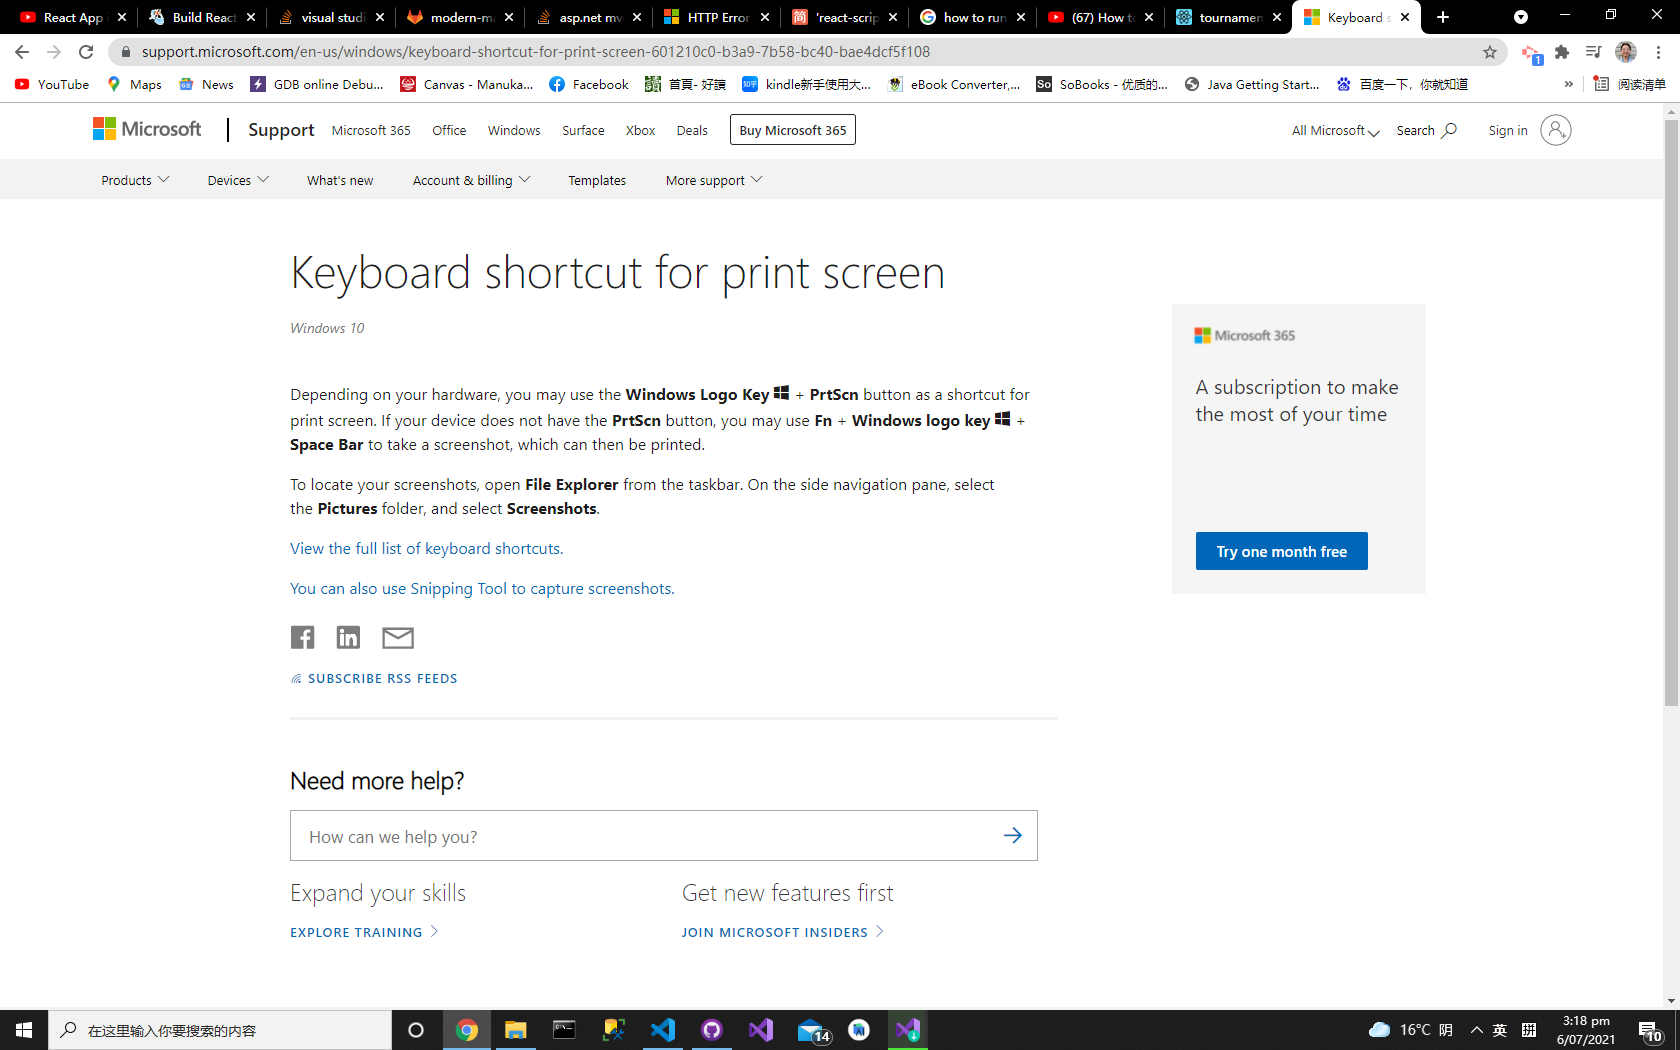 React App i
Build React
visual studi
modern-ma
asp.net mv
HTTP Error
'react-scrip
how to run
(67) How to
tournamen
Keyboard s
support.microsoft.com/en-us/windows/keyboard-shortcut-for-print-screen-601210c0-b3a9-7b58-bc40-bae4dcf5f108
1
YouTube
Maps
News
GDB online Debu...
Canvas - Manuka...
Facebook
首頁- 好讀
kindle新手使用大...
eBook Converter,...
SoBooks - 优质的...
Java Getting Start...
百度一下，你就知道
»
阅读清单
Microsoft
Support
Microsoft 365
Office
Windows
Surface
Xbox
Deals
Buy Microsoft 365
All Microsoft
Search
Sign in
Products
Devices
What's new
Account & billing
Templates
More support
Keyboard shortcut for print screen
Windows 10
Depending on your hardware, you may use the Windows Logo Key + PrtScn button as a shortcut for
print screen. If your device does not have the PrtScn button, you may use Fn + Windows logo key +
Space Bar to take a screenshot, which can then be printed.
To locate your screenshots, open File Explorer from the taskbar. On the side navigation pane, select
the Pictures folder, and select Screenshots.
View the full list of keyboard shortcuts.
You can also use Snipping Tool to capture screenshots.
SUBSCRIBE RSS FEEDS
Microsoft 365
A subscription to make
the most of your time
Try one month free
Need more help?
How can we help you?
Expand your skills
EXPLORE TRAINING
Get new features first
JOIN MICROSOFT INSIDERS
在这里输入你要搜索的内容
14
16°C 阴
英
拼
3:18 pm
6/07/2021
10